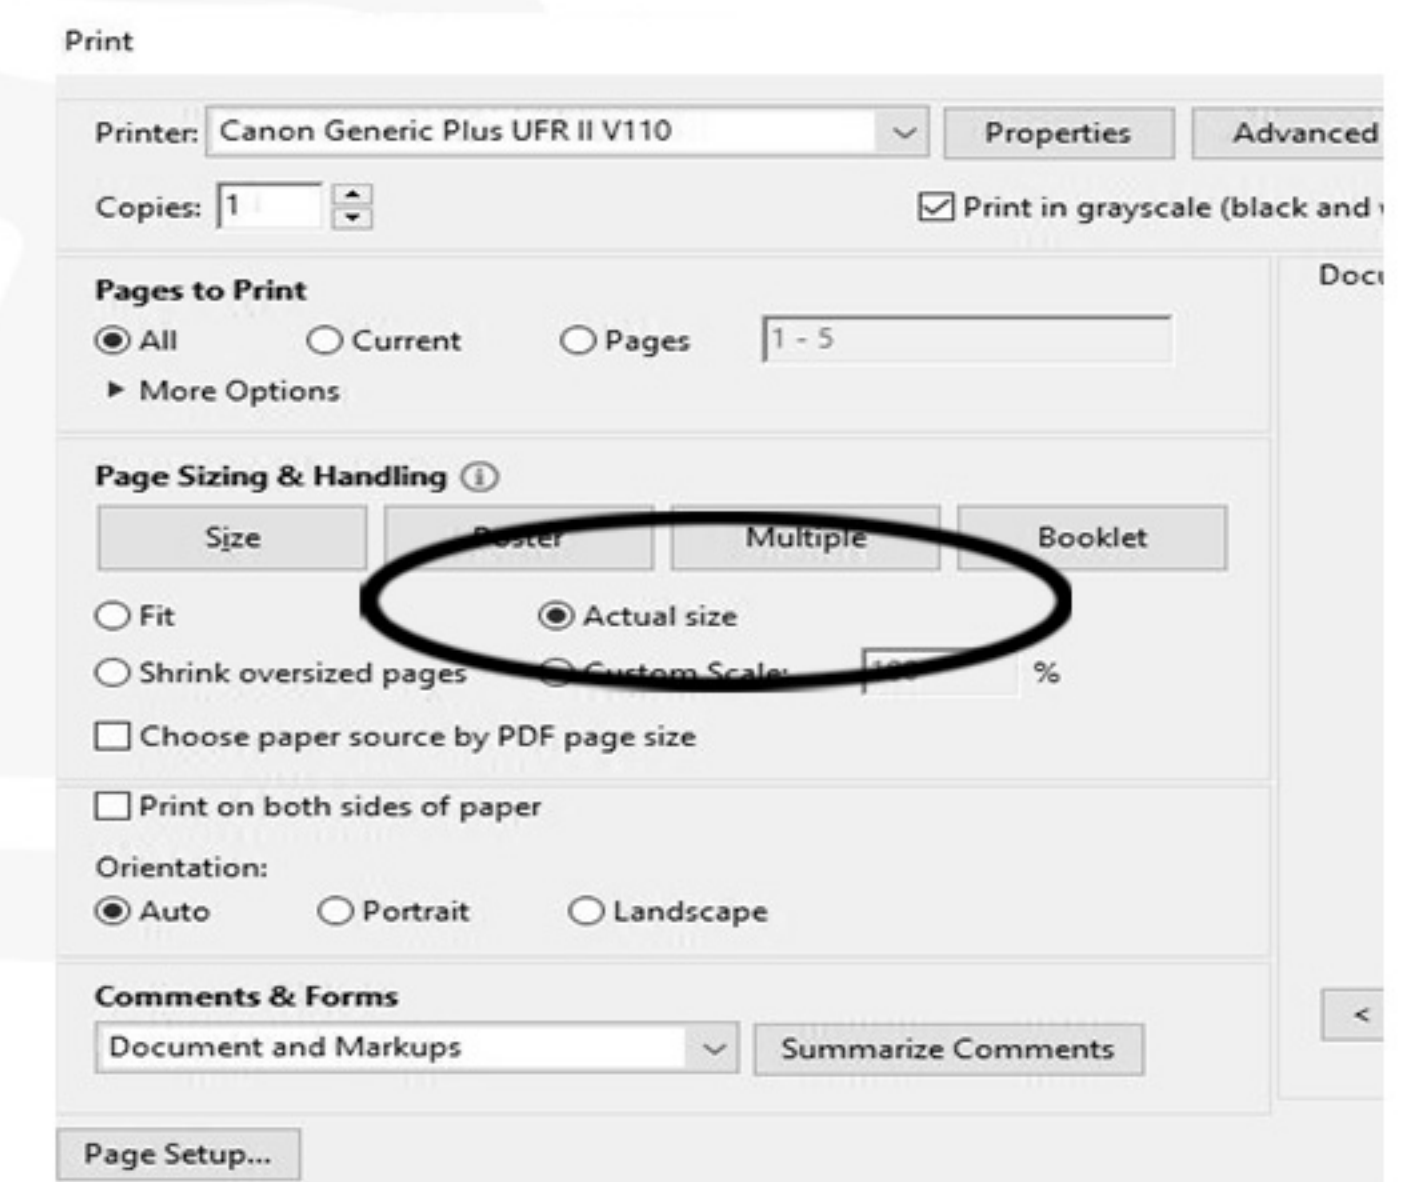 Print
Printer: Canon Generic Plus UFR II V110 Properties Advanced
Copies: 1 Print in grayscale (black and
Pages to Print
All Current Pages 1 - 5
More Options
Page Sizing & Handling
Size Poster Multiple Booklet
Fit Actual size
Shrink oversized pages Custom Scale: %
Choose paper source by PDF page size
Print on both sides of paper
Orientation:
Auto Portrait Landscape
Comments & Forms
Document and Markups Summarize Comments
<
Page Setup...